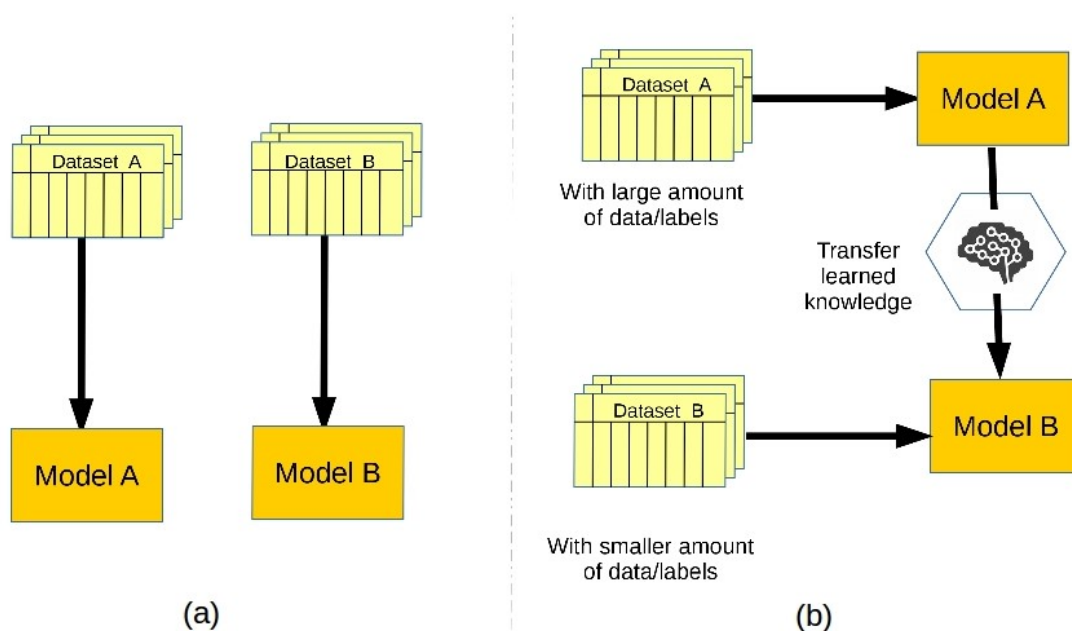 Dataset A
Dataset B
Model A
Model B
(a)
Dataset A
Model A
With large amount
of data/labels
Transfer
learned
knowledge
Dataset B
Model B
With smaller amount
of data/labels
(b)